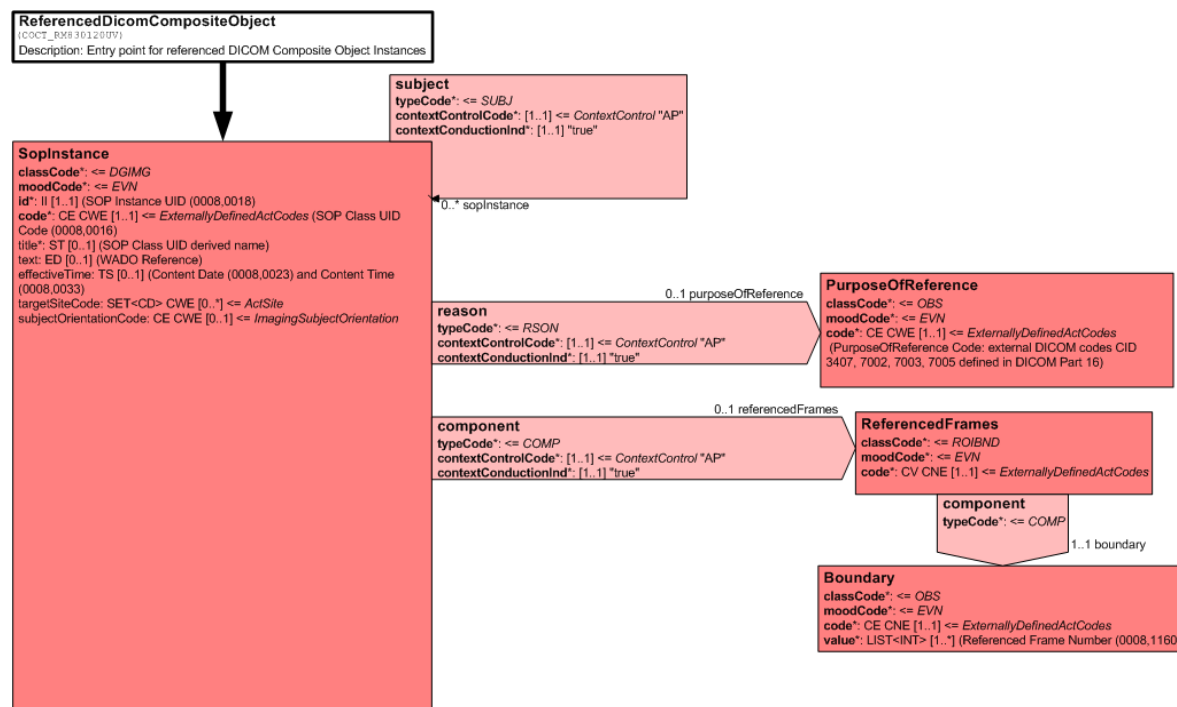 ReferencedDicomCompositeObject
(COCT_RM830120UV)
Description: Entry point for referenced DICOM Composite Object Instances
subject
typeCode*: <= SUBJ
contextControlCode*: [1..1] <= ContextControl "AP"
contextConductionInd*: [1..1] "true"
0..* sopInstance
SopInstance
classCode*: <= DGIMG
moodCode*: <= EVN
id*: II [1..1] (SOP Instance UID (0008,0018)
code*: CE CWE [1..1] <= ExternallyDefinedActCodes (SOP Class UID
Code (0008,0016)
title*: ST [0..1] (SOP Class UID derived name)
text: ED [0..1] (WADO Reference)
effectiveTime: TS [0..1] (Content Date (0008,0023) and Content Time
(0008,0033)
targetSiteCode: SET<CD> CWE [0..*] <= ActSite
subjectOrientationCode: CE CWE [0..1] <= ImagingSubjectOrientation
0..1 purposeOfReference
reason
typeCode*: <= RSON
contextControlCode*: [1..1] <= ContextControl "AP"
contextConductionInd*: [1..1] "true"
PurposeOfReference
classCode*: <= OBS
moodCode*: <= EVN
code*: CE CWE [1..1] <= ExternallyDefinedActCodes
(PurposeOfReference Code: external DICOM codes CID
3407, 7002, 7003, 7005 defined in DICOM Part 16)
0..1 referencedFrames
component
typeCode*: <= COMP
contextControlCode*: [1..1] <= ContextControl "AP"
contextConductionInd*: [1..1] "true"
ReferencedFrames
classCode*: <= ROIBND
moodCode*: <= EVN
code*: CV CNE [1..1] <= ExternallyDefinedActCodes
component
typeCode*: <= COMP
1..1 boundary
Boundary
classCode*: <= OBS
moodCode*: <= EVN
code*: CE CNE [1..1] <= ExternallyDefinedActCodes
value*: LIST<INT> [1..*] (Referenced Frame Number (0008,1160